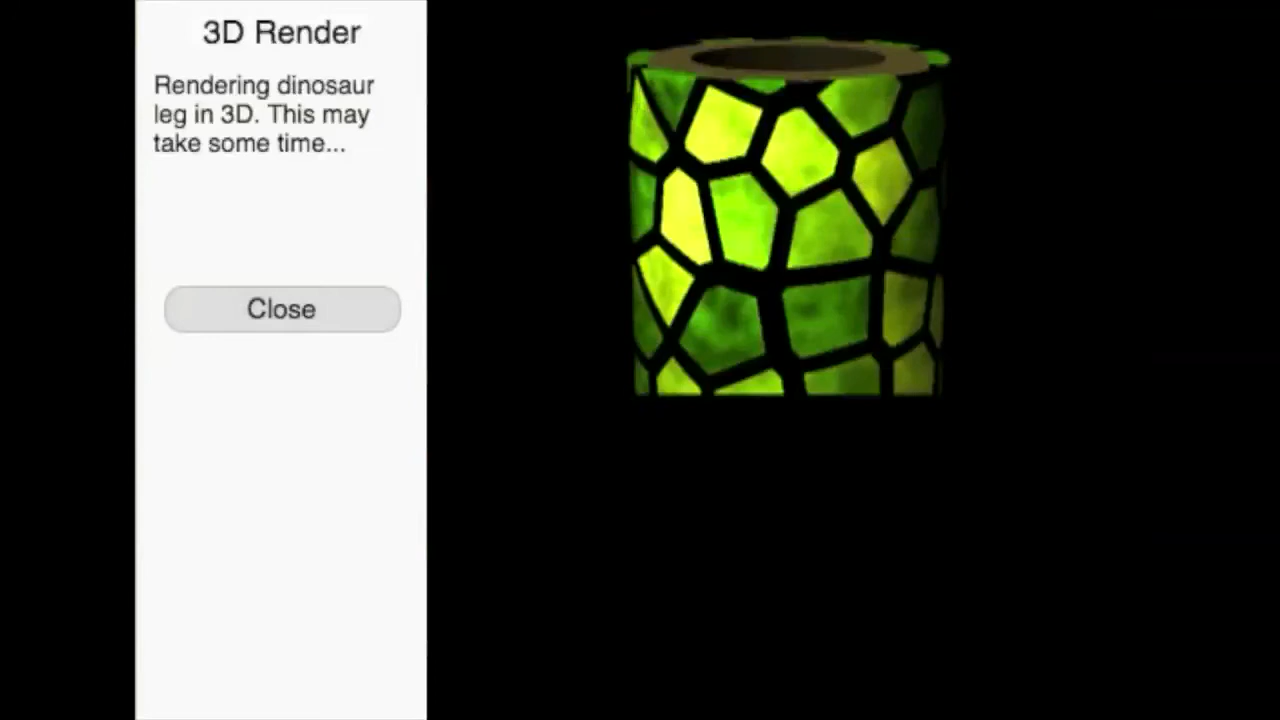 3D Render
Rendering dinosaur
leg in 3D. This may
take some time...
Close